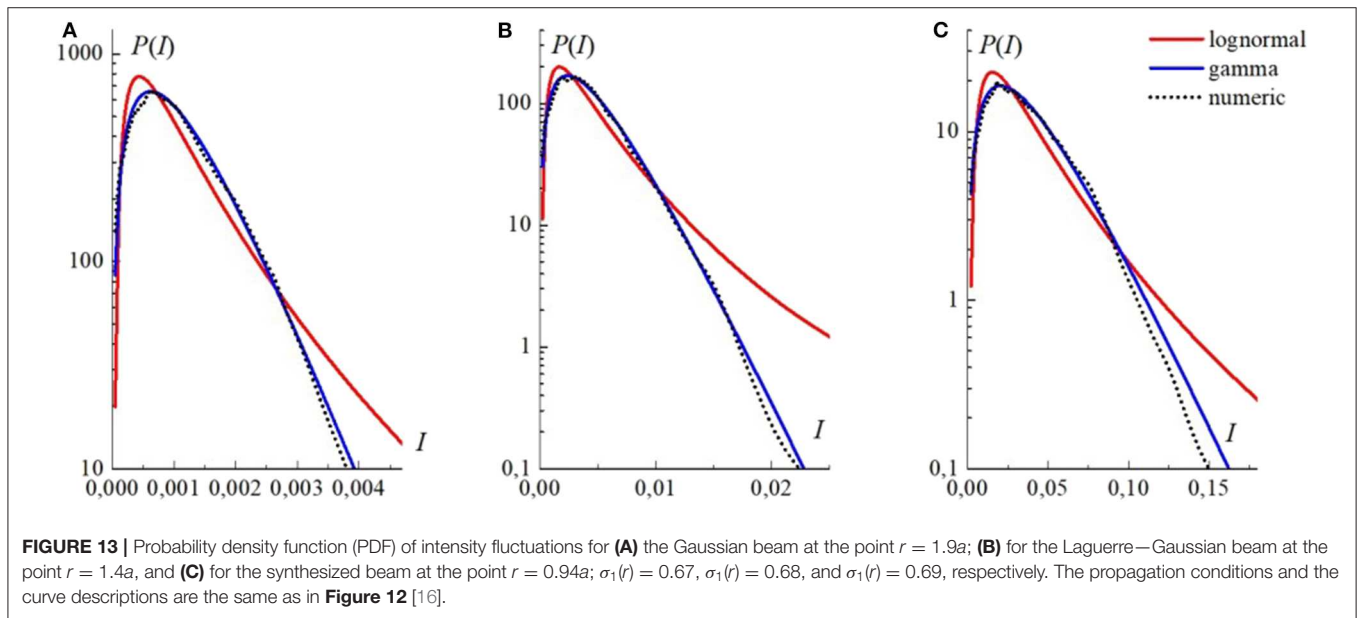 A
P(I)
1000
100
10
0,000 0,001 0,002 0,003 0,004
I
B
P(I)
100
10
1
0,1
0,00 0,01 0,02
I
C
P(I)
10
1
0,1
0,00 0,05 0,10 0,15
I
lognormal
gamma
numeric
FIGURE 13 | Probability density function (PDF) of intensity fluctuations for (A) the Gaussian beam at the point r = 1.9a; (B) for the Laguerre—Gaussian beam at the
point r = 1.4a, and (C) for the synthesized beam at the point r = 0.94a; σ₁(r) = 0.67, σ₁(r) = 0.68, and σ₁(r) = 0.69, respectively. The propagation conditions and the
curve descriptions are the same as in Figure 12 [16].